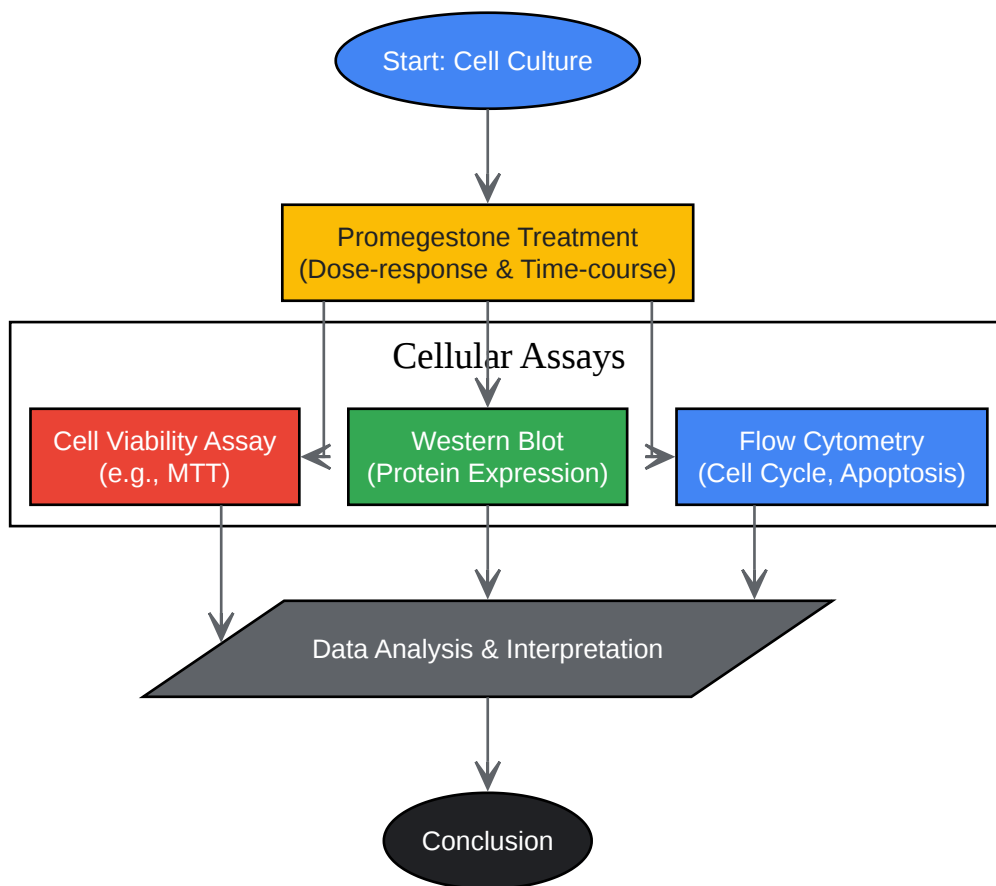 Start: Cell Culture
Promegestone Treatment
(Dose-response & Time-course)
Cellular Assays
Cell Viability Assay
(e.g., MTT)
Western Blot
(Protein Expression)
Flow Cytometry
(Cell Cycle, Apoptosis)
Data Analysis & Interpretation
Conclusion